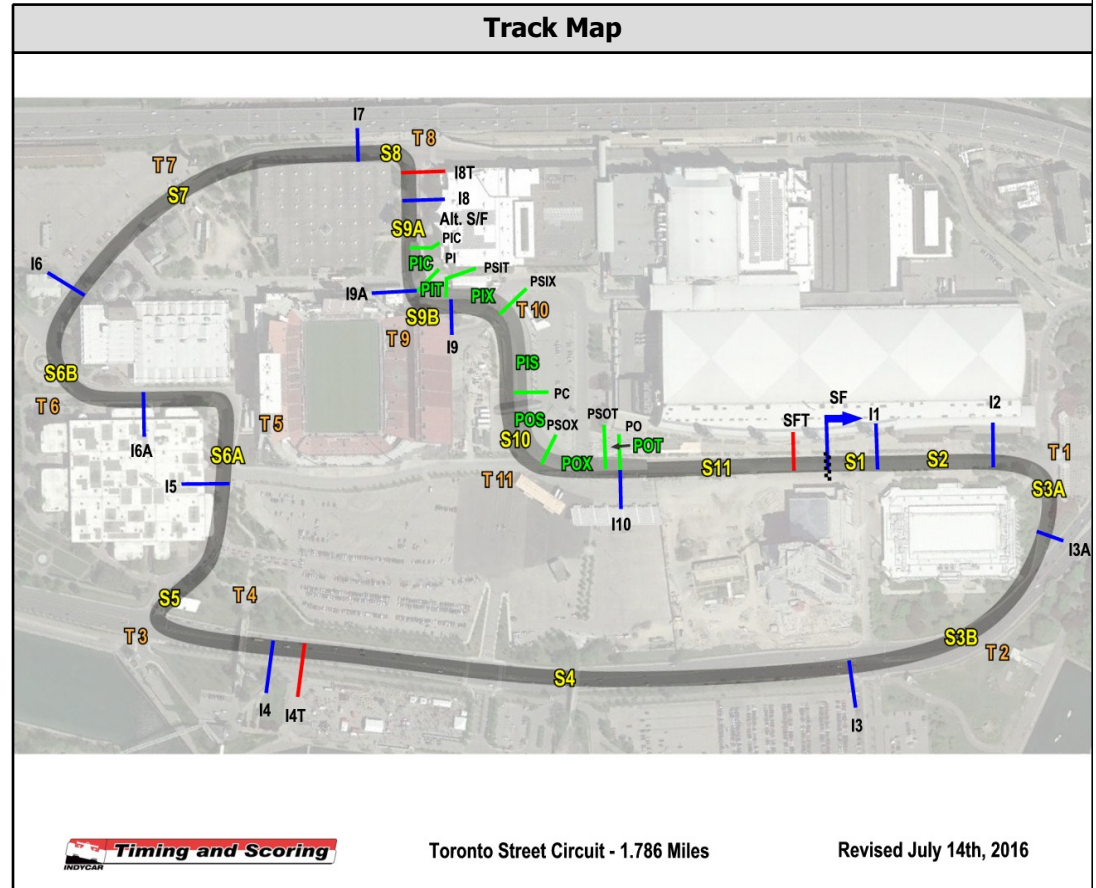 Track Map
I7
T 8
S8
T 7
I8T
S7
I8
Alt. S/F
S9A
PIC
PIC
PI
I6
PSIT
PIT
PIX
PSIX
I9A
S9B
T 10
T 9
I9
PIS
S6B
PC
T 6
SF
I2
T 5
POS
PSOX
PSOT
PO
SFT
I1
S10
POT
T 1
I6A
S6A
POX
S11
S1
S2
I5
T 11
S3A
I10
I3A
S5
T 4
T 3
S3B
T 2
S4
I4
I4T
I3
INDYCAR
Timing and Scoring
Toronto Street Circuit - 1.786 Miles
Revised July 14th, 2016